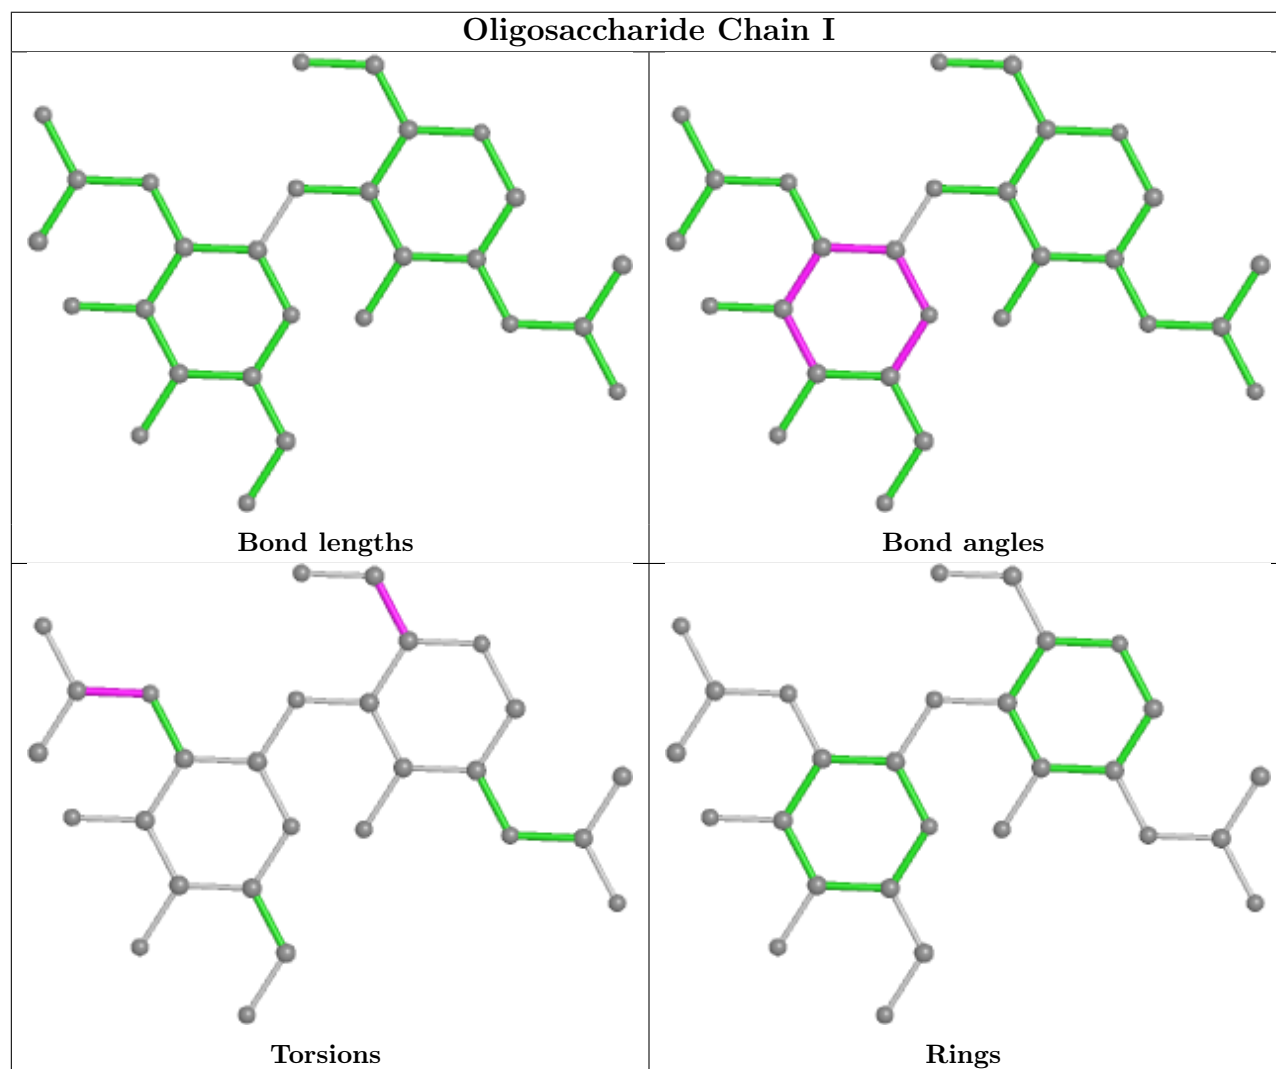 Oligosaccharide Chain I
Bond lengths
Bond angles
Torsions
Rings